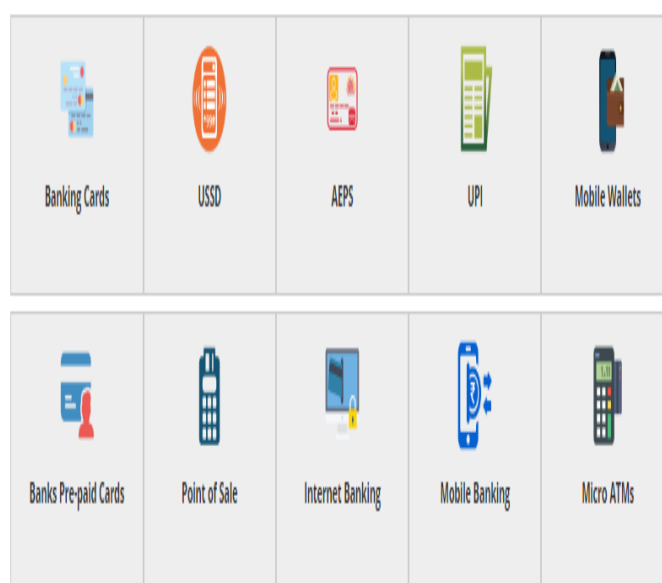 Banking Cards
USSD
AEPS
UPI
Mobile Wallets
Banks Pre-paid Cards
Point of Sale
Internet Banking
Mobile Banking
Micro ATMs